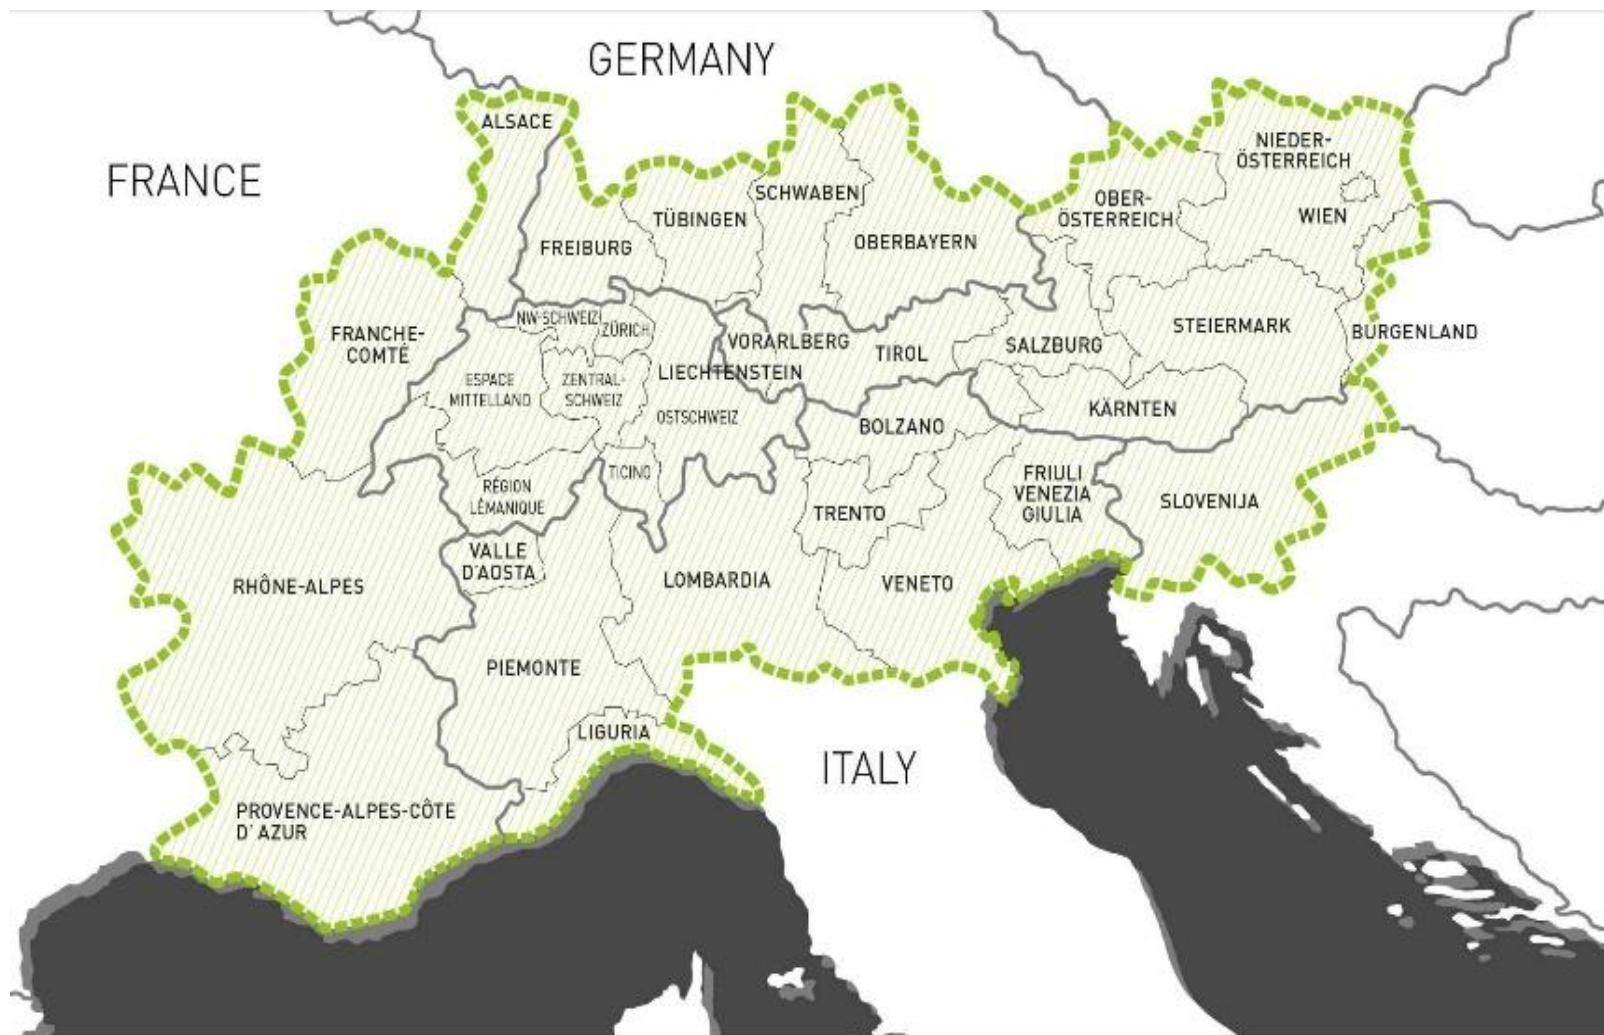 GERMANY
FRANCE
ITALY
ALSACE
NIEDER-
ÖSTERREICH
WIEN
OBER-
ÖSTERREICH
SCHWABEN
TÜBINGEN
FREIBURG
OBERBAYERN
FRANCHE-
COMTÉ
NW-SCHWEIZ
ZÜRICH
VORARLBERG
TIROL
SALZBURG
STEIERMARK
BURGENLAND
LIECHTENSTEIN
ESPACE
MITTELLAND
ZENTRAL-
SCHWEIZ
OSTSCHWEIZ
BOLZANO
KÄRNTEN
TICINO
RÉGION
LÉMANIQUE
FRIULI
VENEZIA
GIULIA
TRENTO
SLOVENIJA
VALLE
D'AOSTA
RHÔNE-ALPES
LOMBARDIA
VENETO
PIEMONTE
LIGURIA
PROVENCE-ALPES-CÔTE
D' AZUR